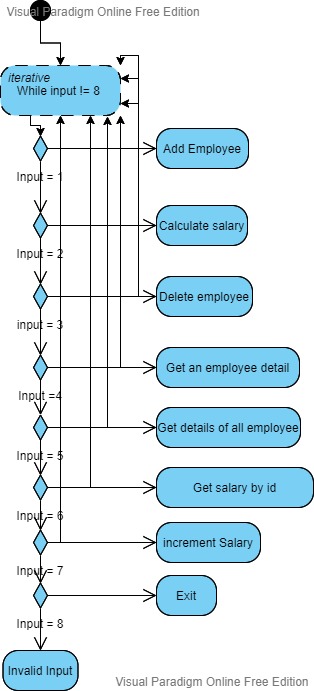 Visual Paradigm Online Free Edition
iterative
While input != 8
Add Employee
Input = 1
Calculate salary
Input = 2
Delete employee
input = 3
Get an employee detail
Input =4
Get details of all employee
Input = 5
Get salary by id
Input = 6
increment Salary
Input = 7
Exit
Input = 8
Invalid Input
Visual Paradigm Online Free Edition